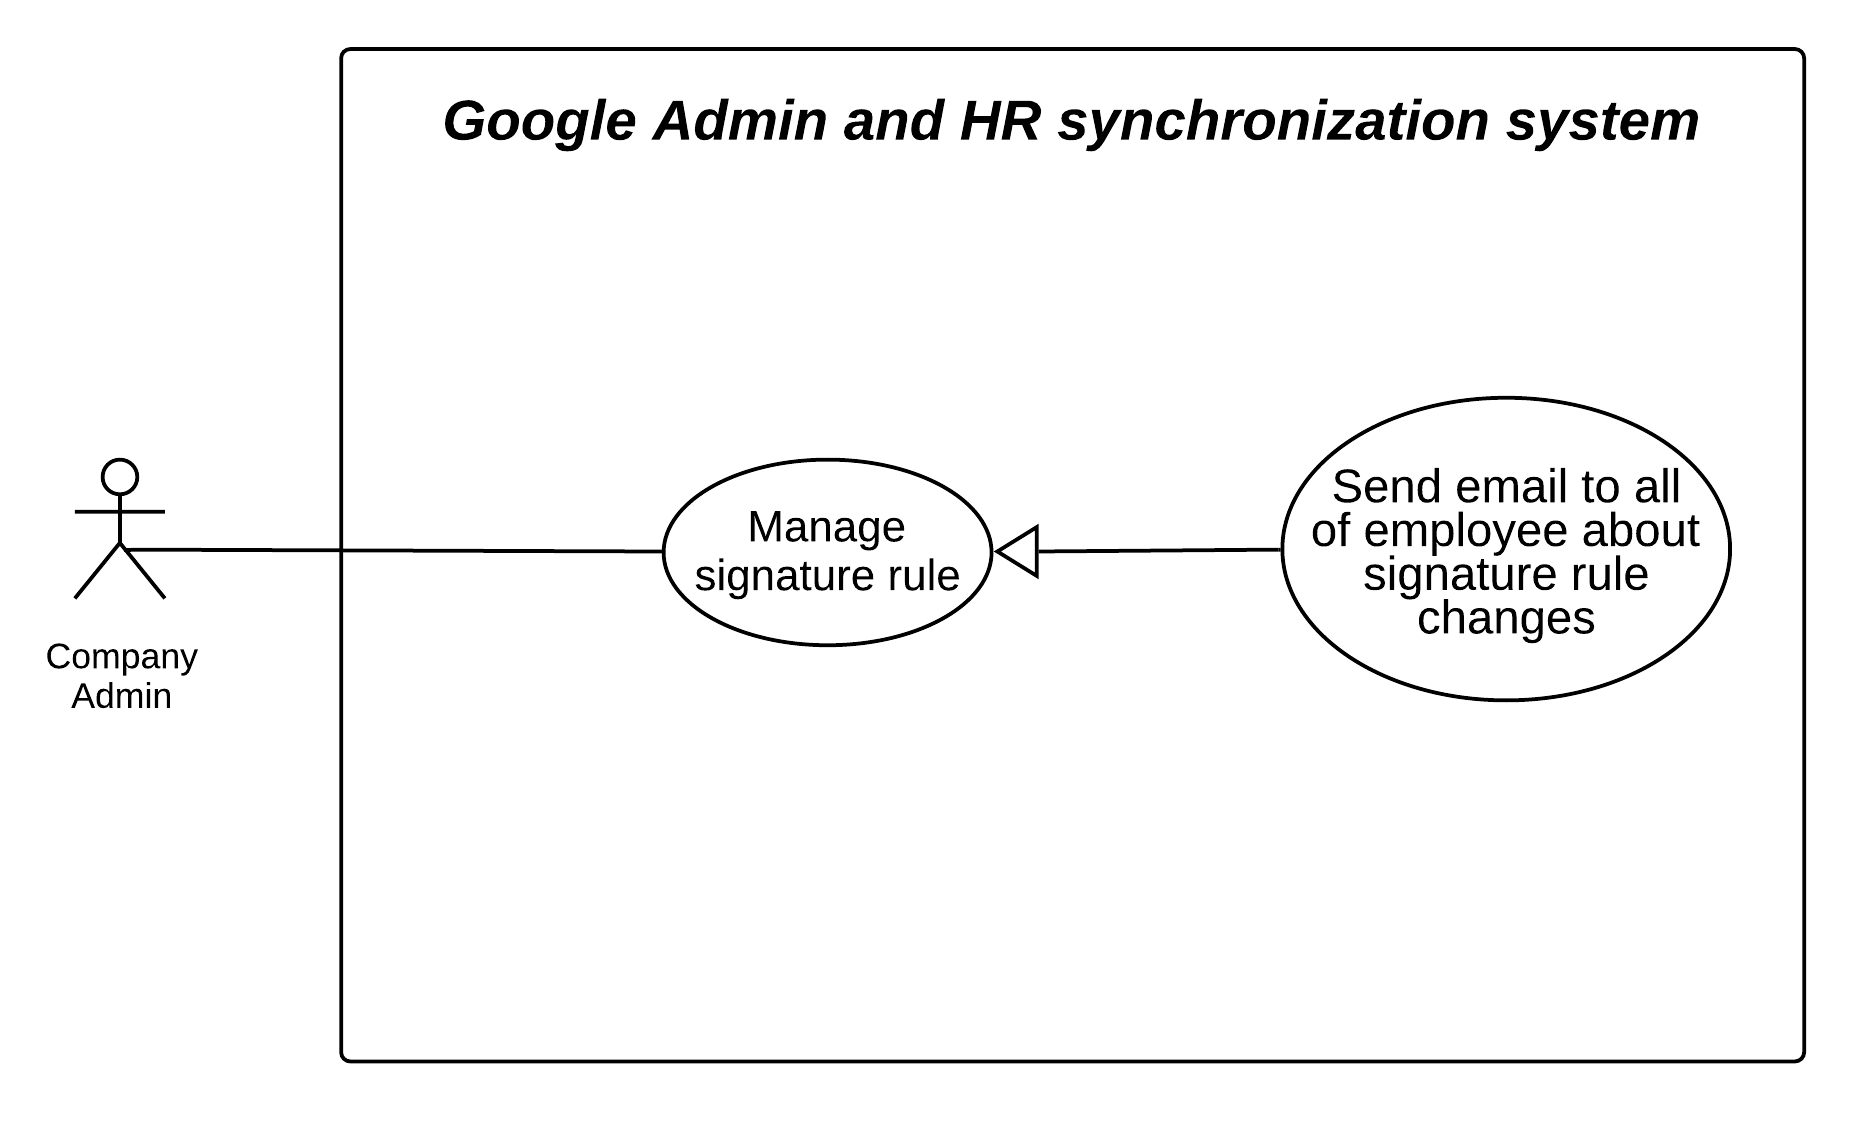 Google Admin and HR synchronization system
Manage
signature rule
Send email to all
of employee about
signature rule
changes
Company
Admin